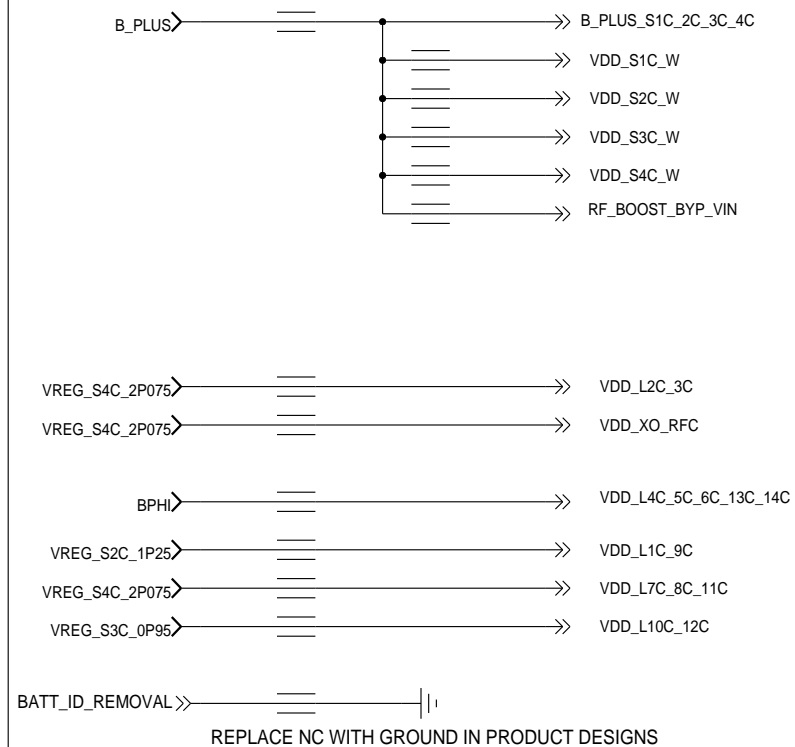 B_PLUS B_PLUS_S1C_2C_3C_4C
VDD_S1C_W
VDD_S2C_W
VDD_S3C_W
VDD_S4C_W
RF_BOOST_BYP_VIN
VREG_S4C_2P075 VDD_L2C_3C
VREG_S4C_2P075 VDD_XO_RFC
BPHI VDD_L4C_5C_6C_13C_14C
VREG_S2C_1P25 VDD_L1C_9C
VREG_S4C_2P075 VDD_L7C_8C_11C
VREG_S3C_0P95 VDD_L10C_12C
BATT_ID_REMOVAL
REPLACE NC WITH GROUND IN PRODUCT DESIGNS